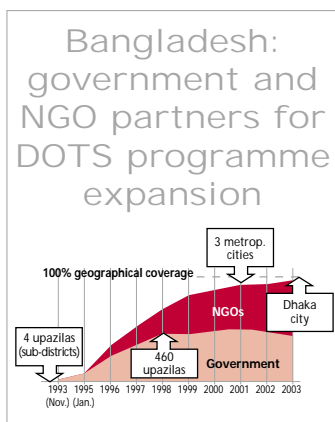 Bangladesh:
government and
NGO partners for
DOTS programme
expansion
3 metrop.
cities
100% geographical coverage
NGOs
Dhaka
city
4 upazilas
(sub-districts)
460
upazilas
Government
1993 1995 1996 1997 1998 1999 2000 2001 2002 2003
(Nov.) (Jan.)